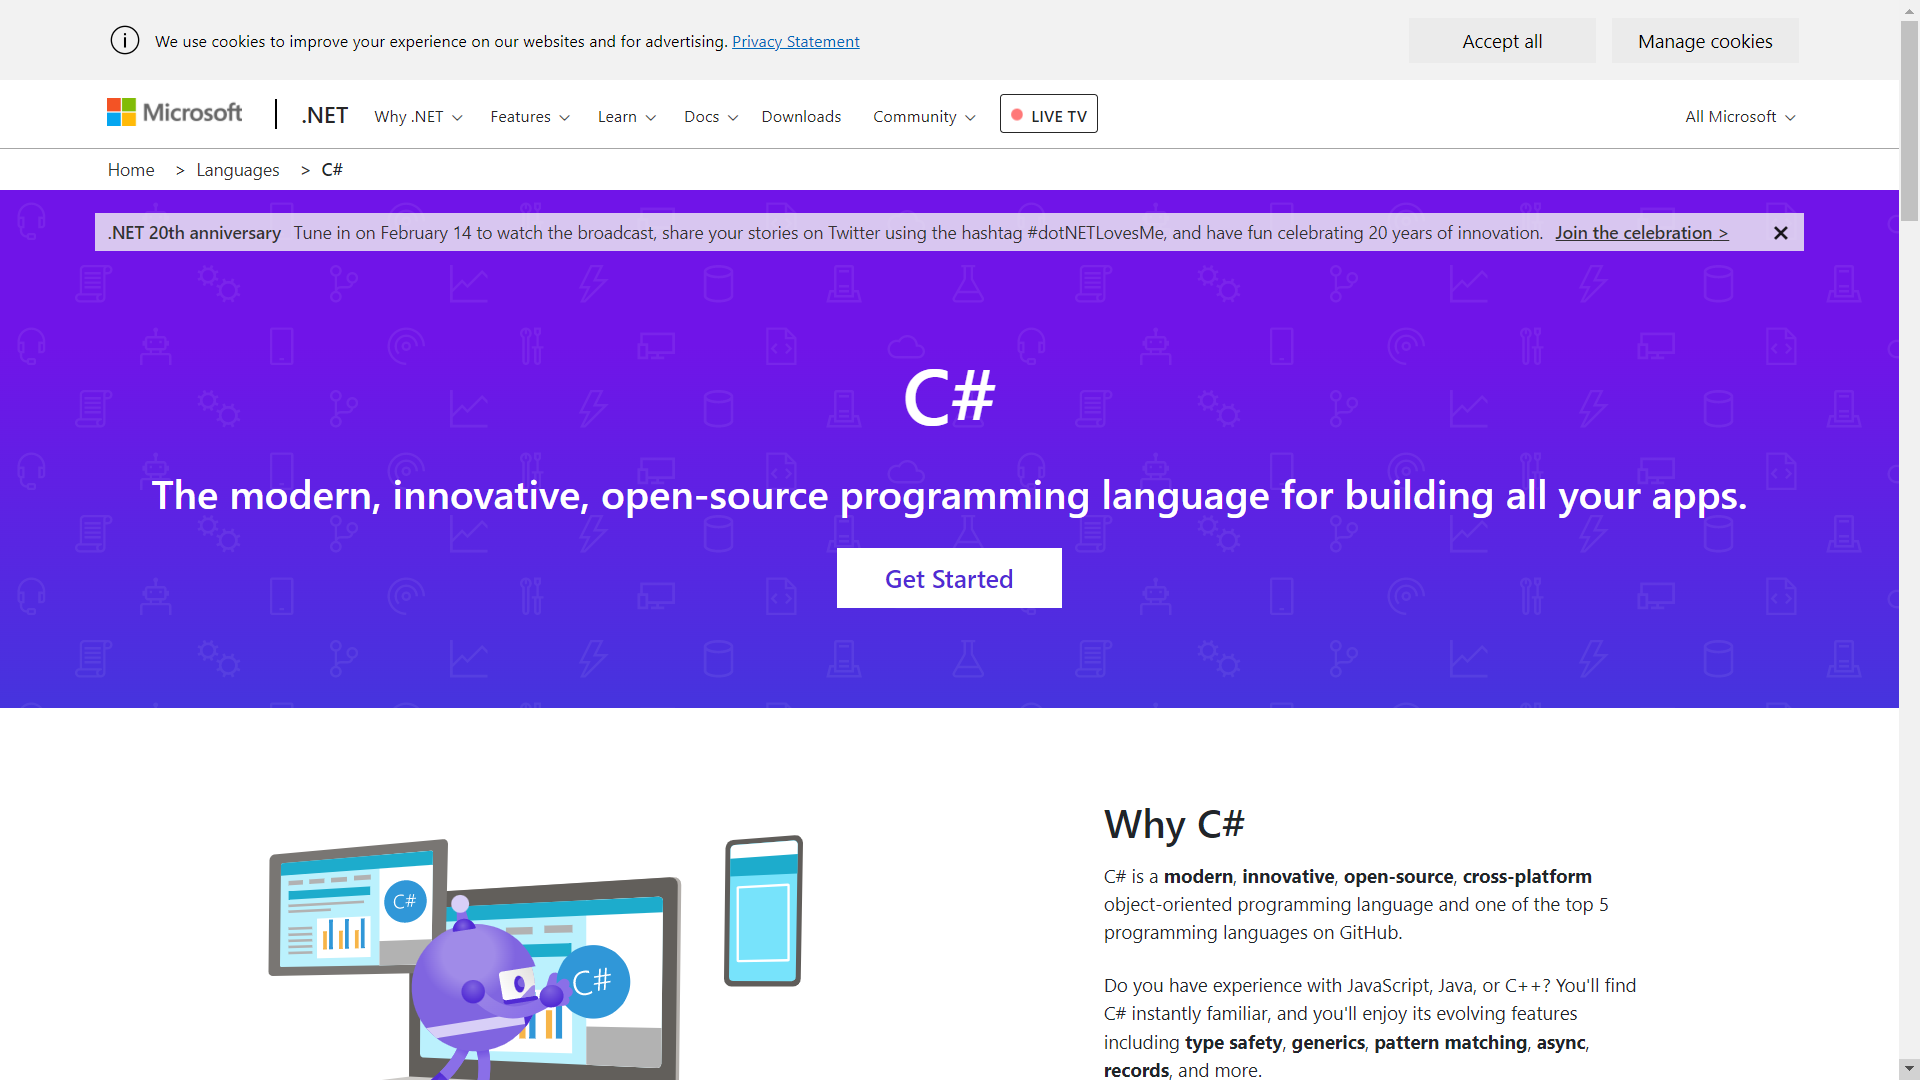 We use cookies to improve your experience on our websites and for advertising. Privacy Statement
Accept all
Manage cookies
Microsoft
.NET
Why .NET
Features
Learn
Docs
Downloads
Community
LIVE TV
All Microsoft
Home > Languages > C#
.NET 20th anniversary Tune in on February 14 to watch the broadcast, share your stories on Twitter using the hashtag #dotNETLovesMe, and have fun celebrating 20 years of innovation. Join the celebration >
C#
The modern, innovative, open-source programming language for building all your apps.
Get Started
Why C#
C# is a modern, innovative, open-source, cross-platform
object-oriented programming language and one of the top 5
programming languages on GitHub.
Do you have experience with JavaScript, Java, or C++? You'll find
C# instantly familiar, and you'll enjoy its evolving features
including type safety, generics, pattern matching, async,
records, and more.
C#
C#